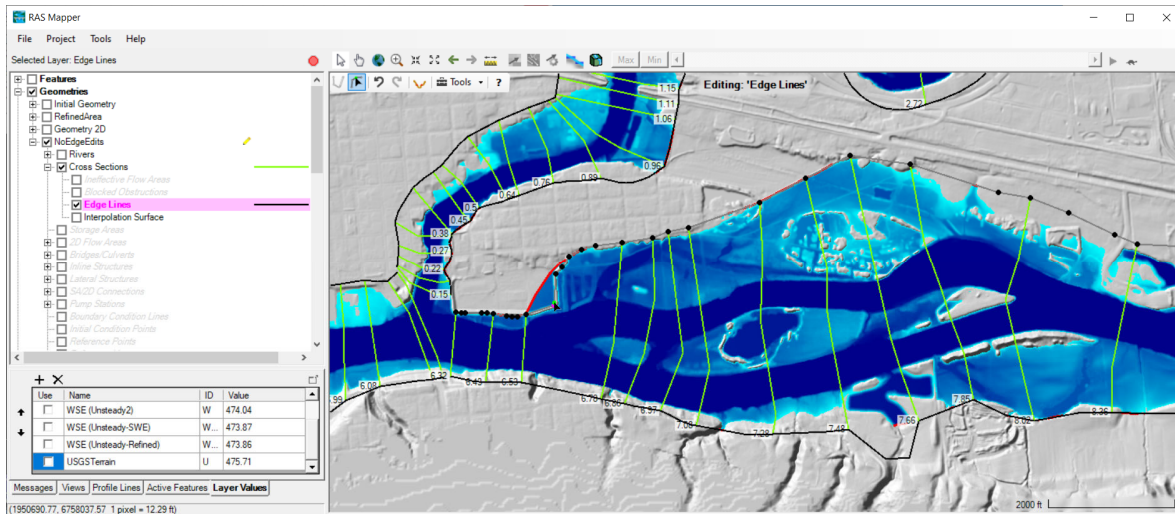 RAS Mapper
File Project Tools Help
Selected Layer: Edge Lines
Max Min
Tools ?
Editing: 'Edge Lines'
Features
Geometries
Initial Geometry
RefinedArea
Geometry 2D
NoEdgeEdits
Rivers
Cross Sections
Ineffective Flow Areas
Blocked Obstructions
Edge Lines
Interpolation Surface
Storage Areas
2D Flow Areas
Bridges/Culverts
Inline Structures
Lateral Structures
SA/2D Connections
Pump Stations
Boundary Condition Lines
Initial Condition Points
Reference Points
Use Name ID Value
WSE (Unsteady2) W 474.04
WSE (Unsteady-SWE) W... 473.87
WSE (Unteady-Refined) W... 473.86
USGSTerrain U 475.71
Messages Views Profile Lines Active Features Layer Values
(1950690.77, 6758037.57 1 pixel = 12.29 ft)
1.15
1.11
1.06
2.72
0.96
0.89
0.76
0.64
0.5
0.45
0.38
0.27
0.22
0.15
.99
6.08
6.32
6.43
6.53
6.78
6.86
6.97
7.08
7.28
7.48
7.66
7.85
8.02
8.36
2000 ft